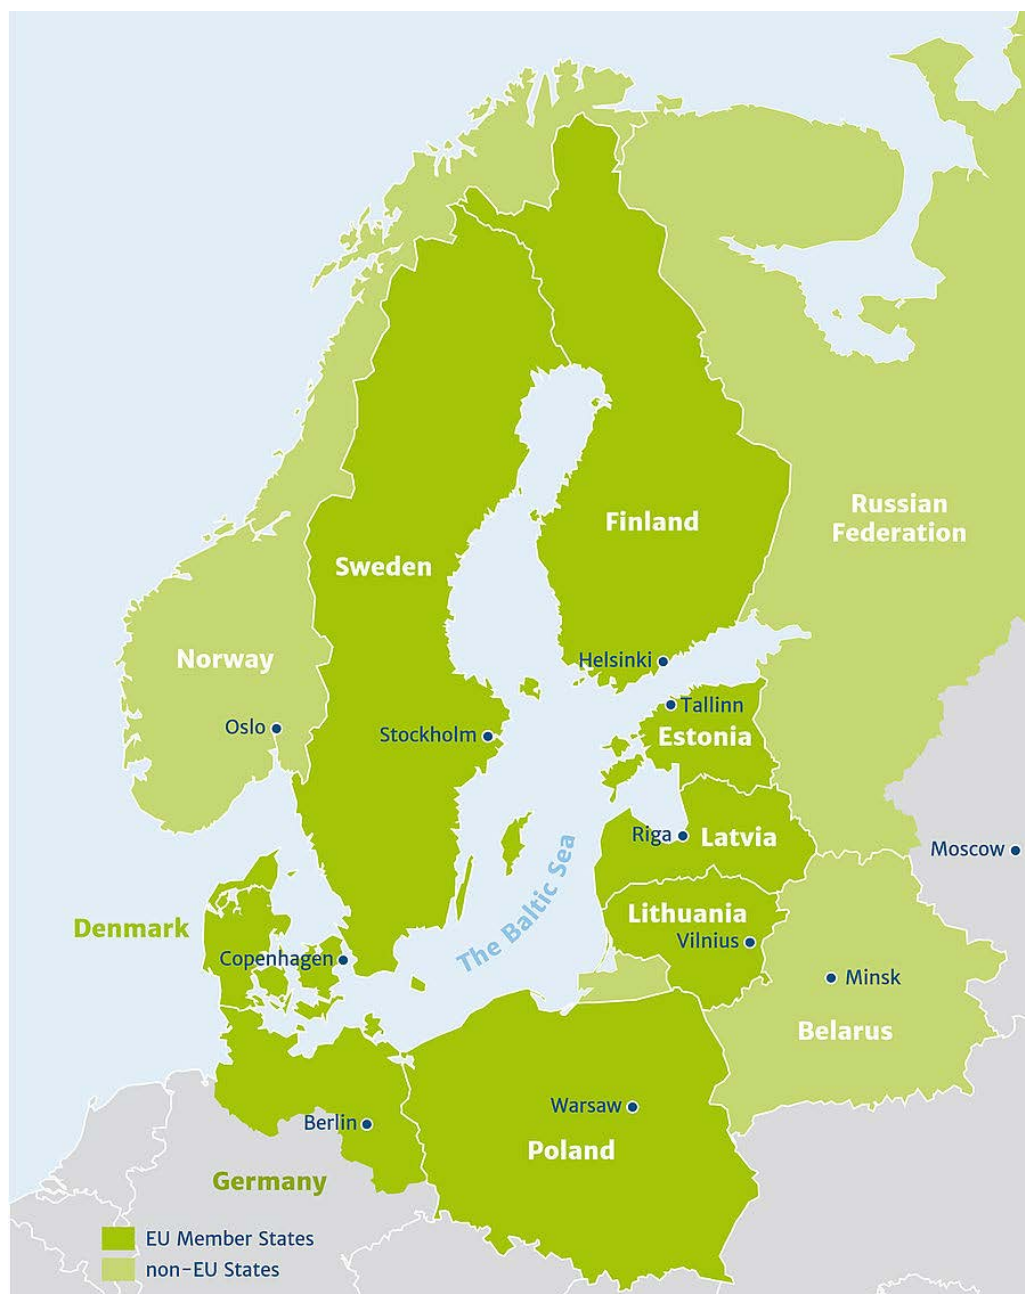 Russian
Federation
Finland
Sweden
Norway
Helsinki
Tallinn
Oslo
Stockholm
Estonia
Riga
Latvia
Moscow
The Baltic Sea
Lithuania
Denmark
Vilnius
Copenhagen
Minsk
Belarus
Warsaw
Berlin
Poland
Germany
EU Member States
non-EU States